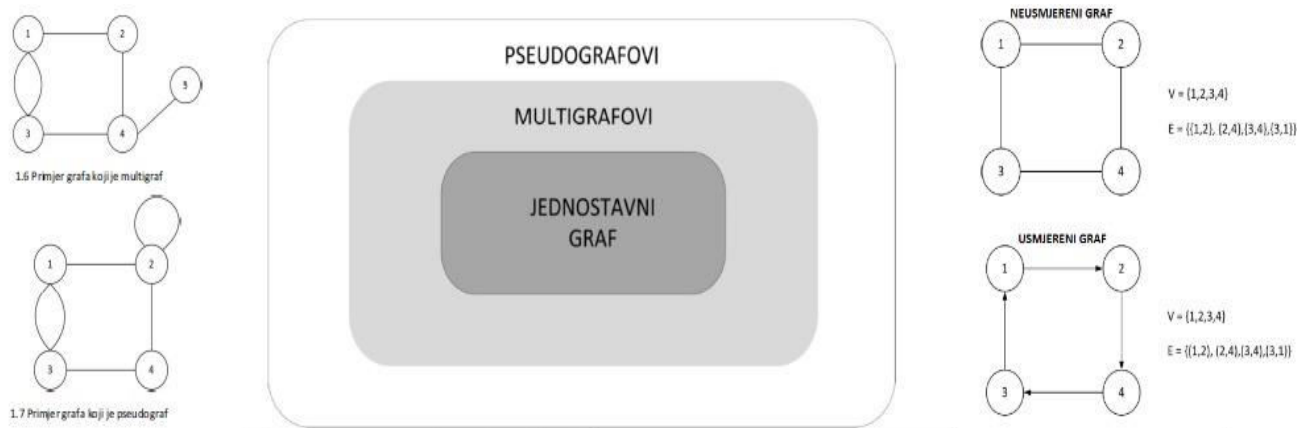 1
2
3
4
5
1.6 Primjer grafa koji je multigraf
1
2
3
4
1.7 Primjer grafa koji je pseudograf
PSEUDOGRAFOVI
MULTIGRAFOVI
JEDNOSTAVNI
GRAF
NEUSMJERENI GRAF
1
2
3
4
V = {1,2,3,4}
E = {{1,2}, {2,4},{3,4},{3,1}}
USMJERENI GRAF
1
2
3
4
V = {1,2,3,4}
E = {{1,2}, (2,4),{3,4},{3,1}}